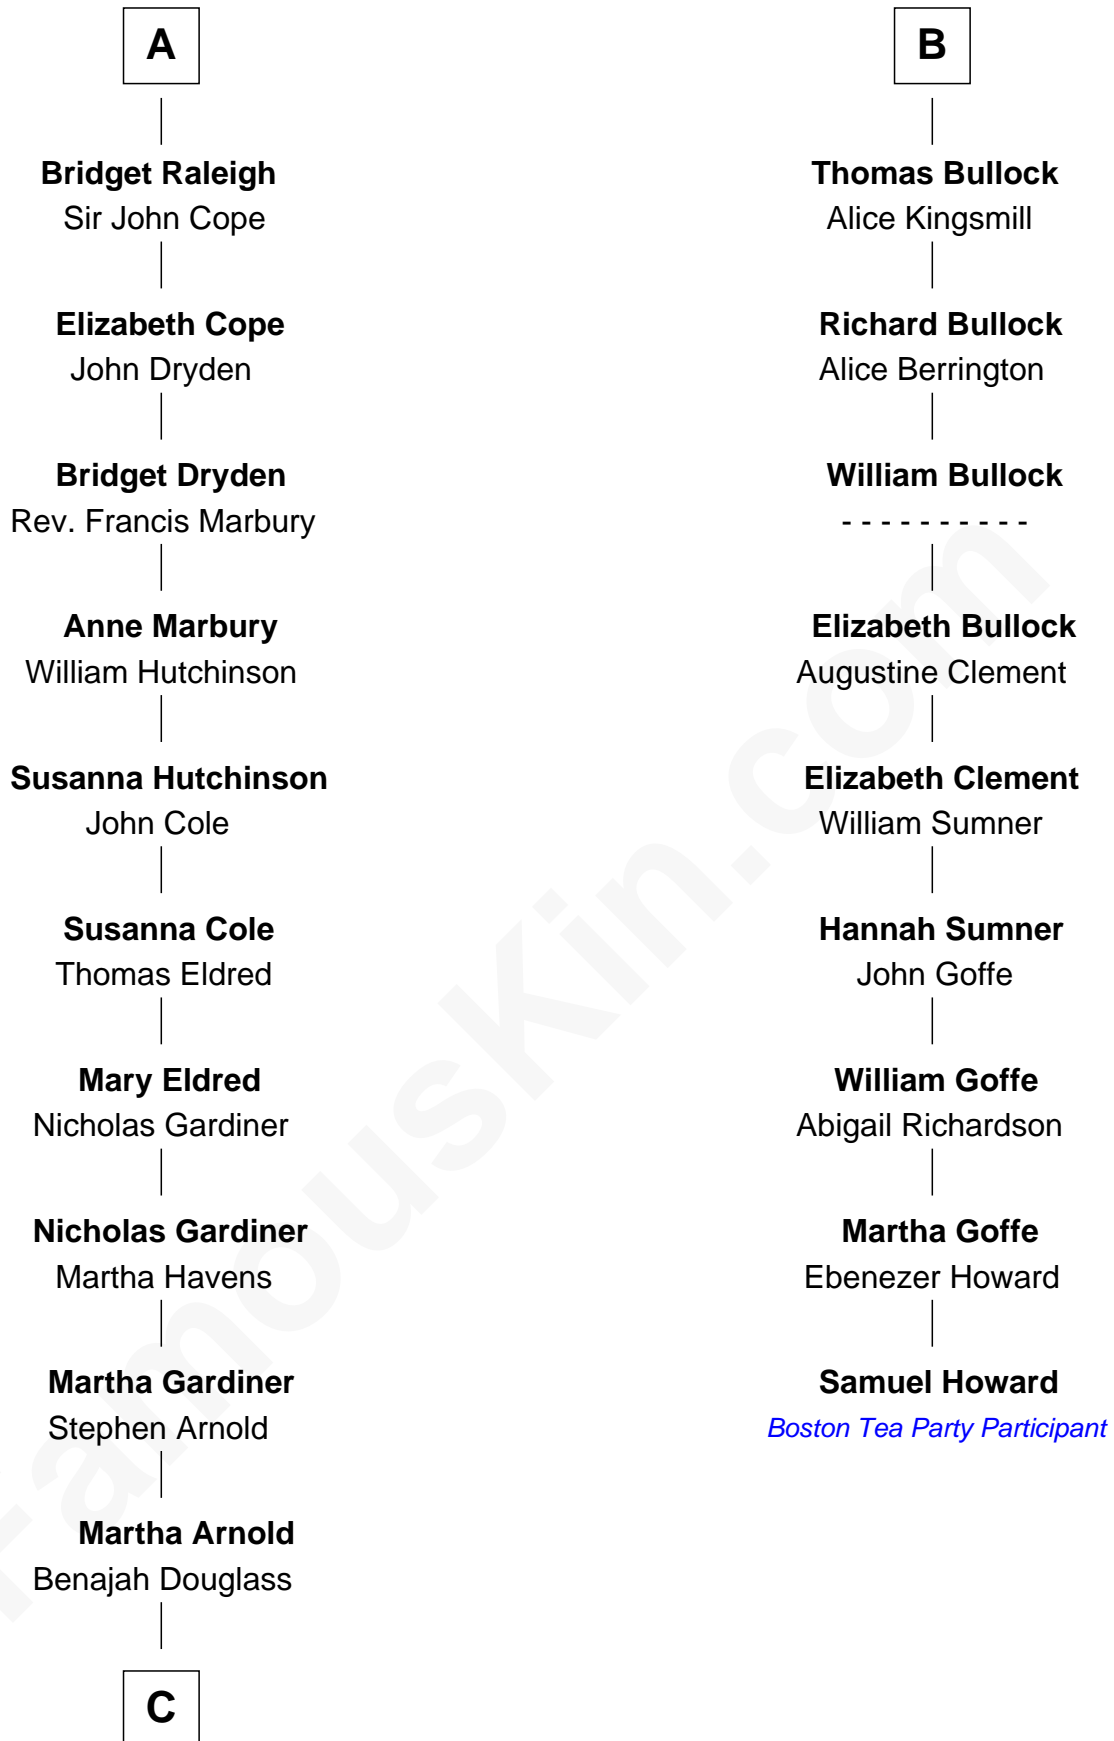 A
Bridget Raleigh
Sir John Cope
Elizabeth Cope
John Dryden
Bridget Dryden
Rev. Francis Marbury
Anne Marbury
William Hutchinson
Susanna Hutchinson
John Cole
Susanna Cole
Thomas Eldred
Mary Eldred
Nicholas Gardiner
Nicholas Gardiner
Martha Havens
Martha Gardiner
Stephen Arnold
Martha Arnold
Benajah Douglass
C
B
Thomas Bullock
Alice Kingsmill
Richard Bullock
Alice Berrington
William Bullock
- - - - - - - - - -
Elizabeth Bullock
Augustine Clement
Elizabeth Clement
William Sumner
Hannah Sumner
John Goffe
William Goffe
Abigail Richardson
Martha Goffe
Ebenezer Howard
Samuel Howard
Boston Tea Party Participant
FamousKin.com